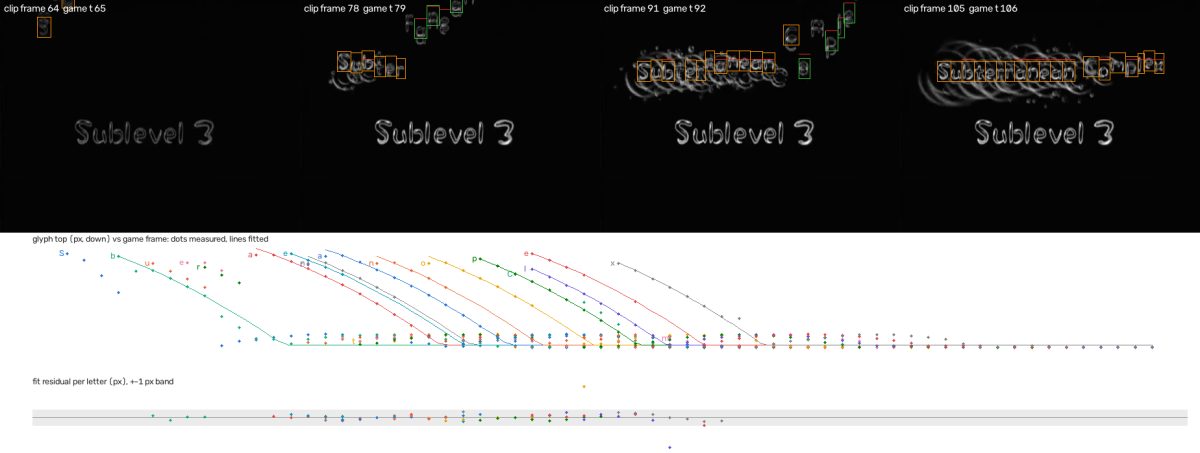 clip frame 64 game t 65
clip frame 78 game t 79
clip frame 91 game t 92
clip frame 105 game t 106
Subter
Subterranean
Subterranean Complex
Sublevel 3
Sublevel 3
Sublevel 3
Sublevel 3
glyph top (px, down) vs game frame: dots measured, lines fitted
S b u e r a e n a n o p C l e x
t m
fit residual per letter (px), +-1 px band